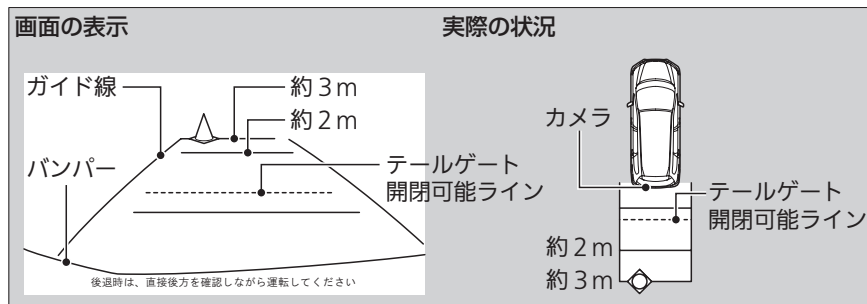 画面の表示
ガイド線
約3m
約2m
バンパー
テールゲート
開閉可能ライン
後退時は、直接後方を確認しながら運転してください
実際の状況
カメラ
テールゲート
開閉可能ライン
約2m
約3m